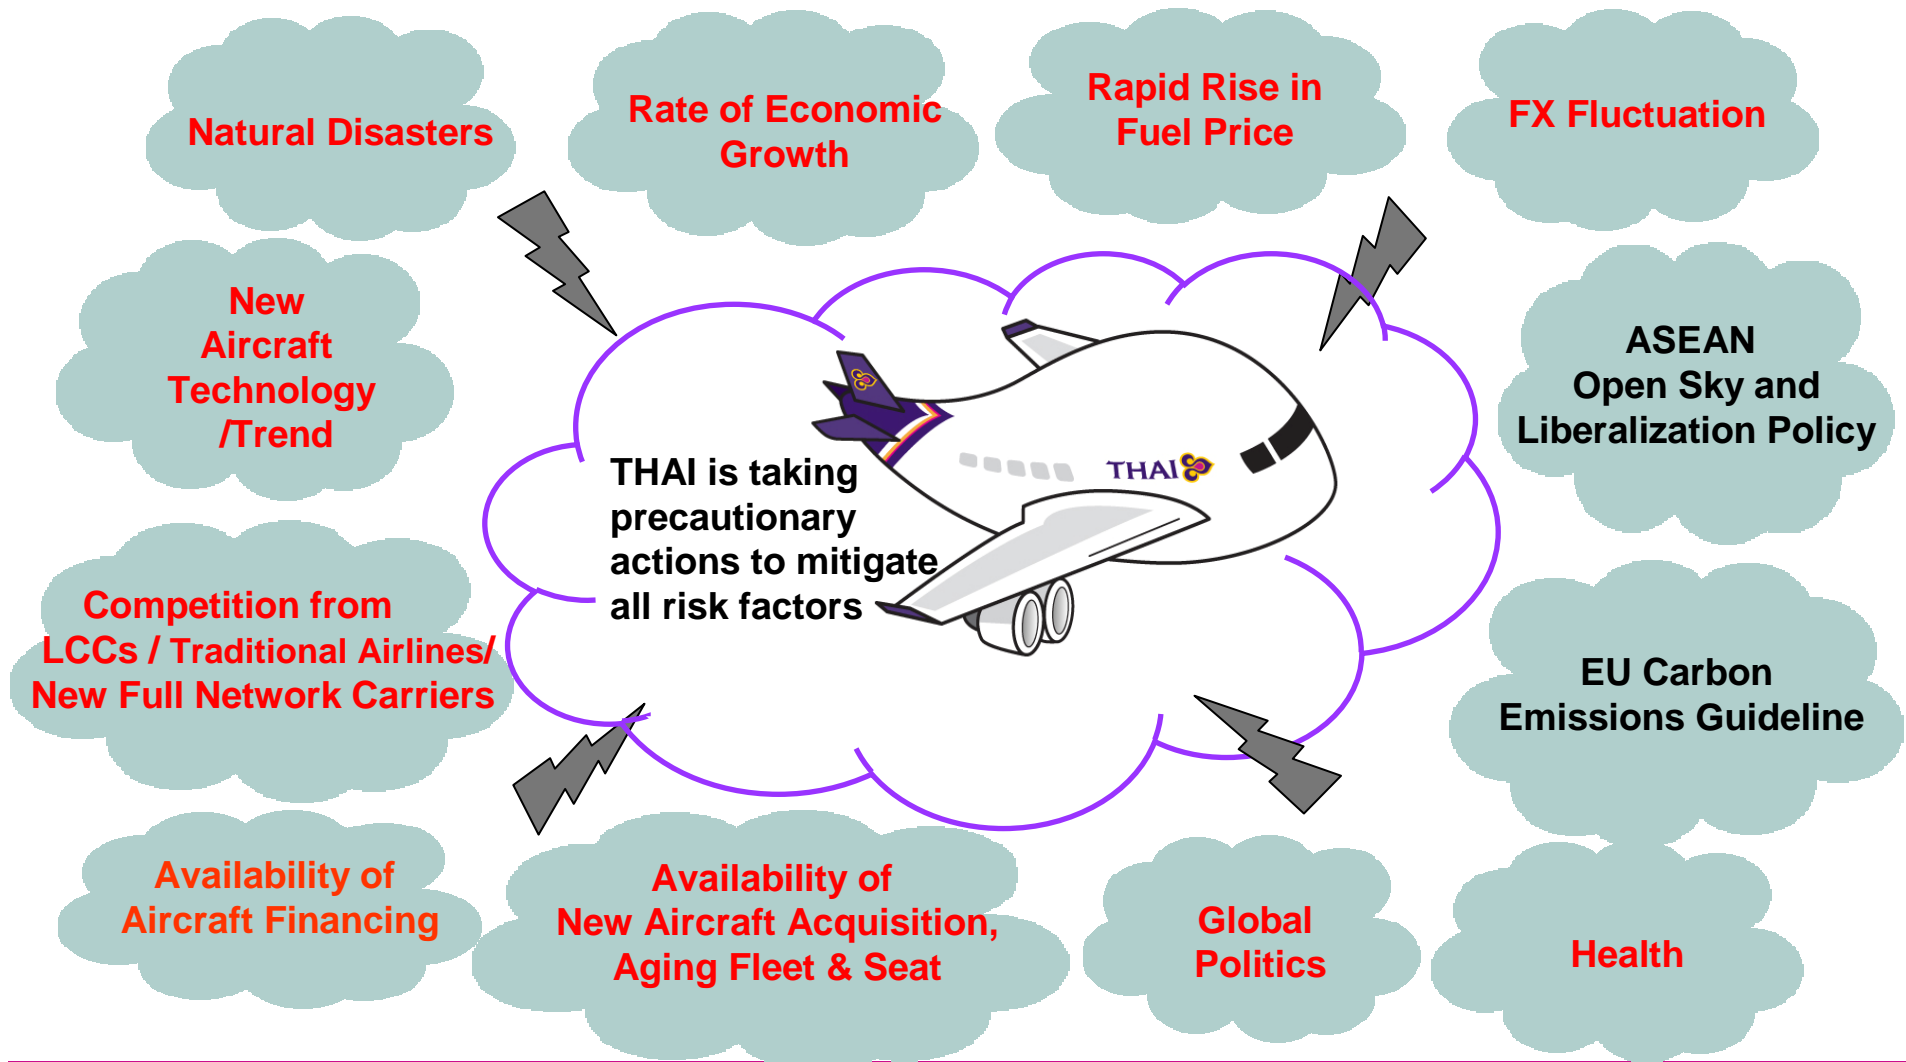 Natural Disasters
Rate of Economic
Growth
Rapid Rise in
Fuel Price
FX Fluctuation
New
Aircraft
Technology
/Trend
ASEAN
Open Sky and
Liberalization Policy
THAI is taking
precautionary
actions to mitigate
all risk factors
THAI
Competition from
LCCs / Traditional Airlines/
New Full Network Carriers
EU Carbon
Emissions Guideline
Availability of
Aircraft Financing
Availability of
New Aircraft Acquisition,
Aging Fleet & Seat
Global
Politics
Health